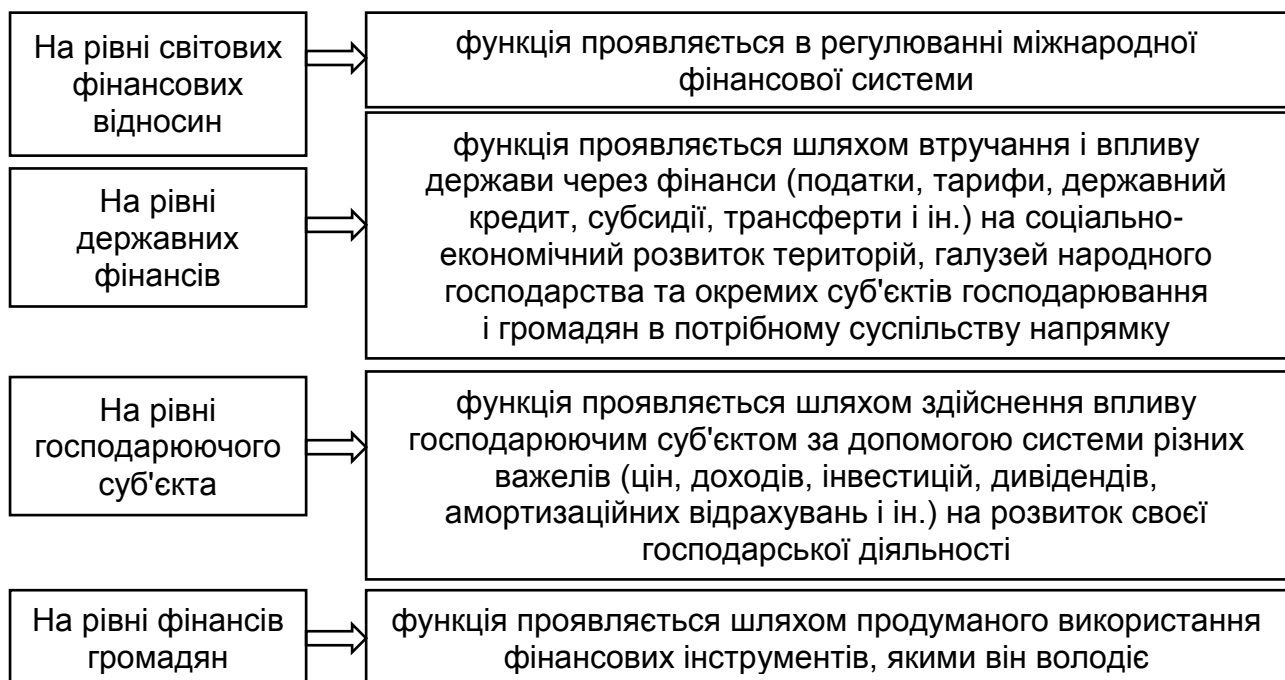 На рівні світових
фінансових
відносин
функція проявляється в регулюванні міжнародної
фінансової системи
На рівні
державних
фінансів
функція проявляється шляхом втручання і впливу
держави через фінанси (податки, тарифи, державний
кредит, субсидії, трансферти і ін.) на соціально-
економічний розвиток територій, галузей народного
господарства та окремих суб'єктів господарювання
і громадян в потрібному суспільству напрямку
На рівні
господарюючого
суб'єкта
функція проявляється шляхом здійснення впливу
господарюючим суб'єктом за допомогою системи різних
важелів (цін, доходів, інвестицій, дивідендів,
амортизаційних відрахувань і ін.) на розвиток своєї
господарської діяльності
На рівні фінансів
громадян
функція проявляється шляхом продуманого використання
фінансових інструментів, якими він володіє